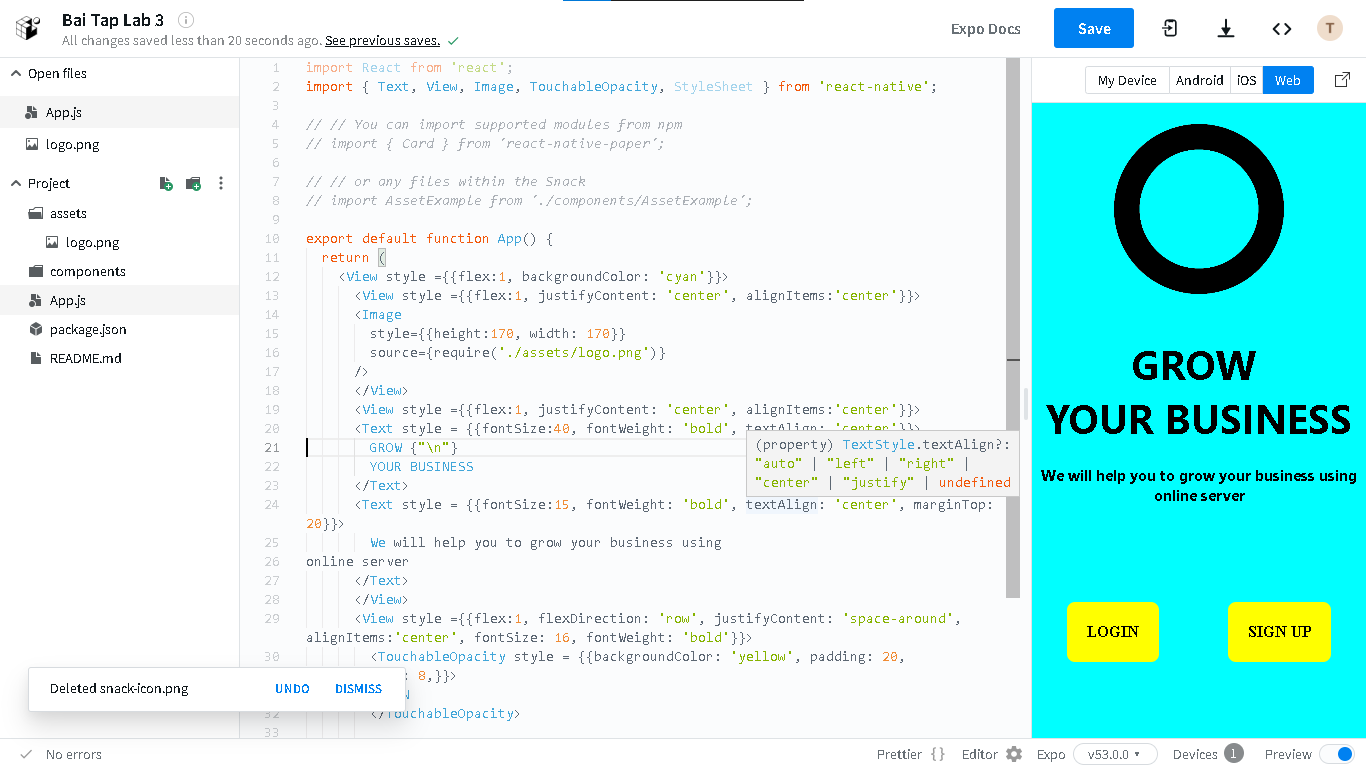 Bai Tap Lab 3
All changes saved less than 20 seconds ago. See previous saves.
Expo Docs
Save
T
Open files
App.js
logo.png
Project
assets
logo.png
components
App.js
package.json
README.md
1 import React from 'react';
2 import { Text, View, Image, TouchableOpacity, StyleSheet } from 'react-native';
3
4 // // You can import supported modules from npm
5 // import { Card } from 'react-native-paper';
6
7 // // or any files within the Snack
8 // import AssetExample from './components/AssetExample';
9
10 export default function App() {
11 return (
12 <View style ={{flex:1, backgroundColor: 'cyan'}}>
13 <View style ={{flex:1, justifyContent: 'center', alignItems:'center'}}>
14 <Image
15 style={{height:170, width: 170}}
16 source={require('./assets/logo.png')}
17 />
18 </View>
19 <View style ={{flex:1, justifyContent: 'center', alignItems:'center'}}>
20 <Text style = {{fontSize:40, fontWeight: 'bold', textAlign: 'center'}}>
21 GROW {"\n"}
22 YOUR BUSINESS
23 </Text>
24 <Text style = {{fontSize:15, fontWeight: 'bold', textAlign: 'center', marginTop:
20}}>
25 We will help you to grow your business using
26 online server
27 </Text>
28 </View>
29 <View style ={{flex:1, flexDirection: 'row', justifyContent: 'space-around',
alignItems:'center', fontSize: 16, fontWeight: 'bold'}}>
30 <TouchableOpacity style = {{backgroundColor: 'yellow', padding: 20,
: 8,}}>
32 </TouchableOpacity>
33
(property) TextStyle.textAlign?:
"auto" | "left" | "right" |
"center" | "justify" | undefined
Deleted snack-icon.png
UNDO
DISMISS
My Device
Android
iOS
Web
GROW
YOUR BUSINESS
We will help you to grow your business using
online server
LOGIN
SIGN UP
No errors
Prettier { }
Editor
Expo
v53.0.0
Devices 1
Preview